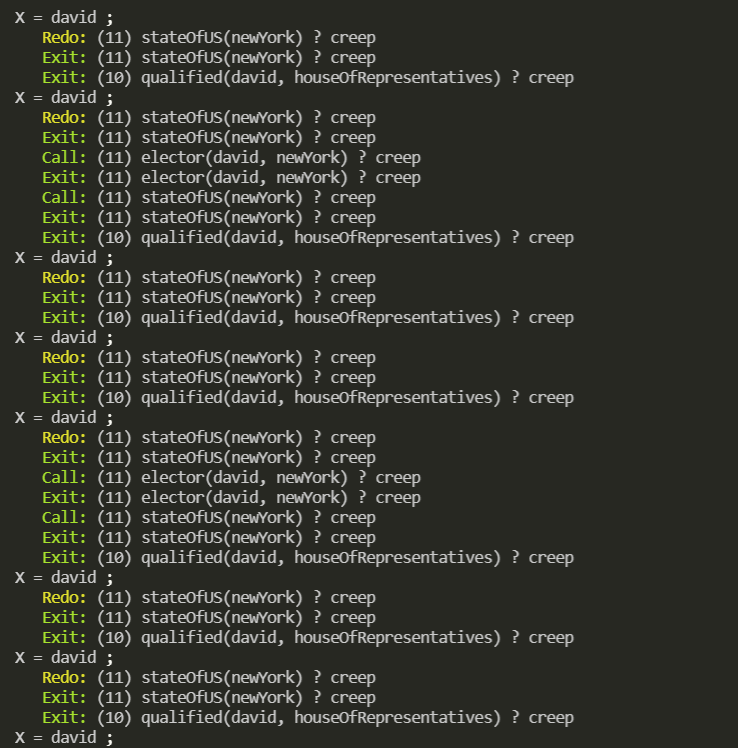 X = david ;
Redo: (11) stateOfUS(newYork) ? creep
Exit: (11) stateOfUS(newYork) ? creep
Exit: (10) qualified(david, houseOfRepresentatives) ? creep
X = david ;
Redo: (11) stateOfUS(newYork) ? creep
Exit: (11) stateOfUS(newYork) ? creep
Call: (11) elector(david, newYork) ? creep
Exit: (11) elector(david, newYork) ? creep
Call: (11) stateOfUS(newYork) ? creep
Exit: (11) stateOfUS(newYork) ? creep
Exit: (10) qualified(david, houseOfRepresentatives) ? creep
X = david ;
Redo: (11) stateOfUS(newYork) ? creep
Exit: (11) stateOfUS(newYork) ? creep
Exit: (10) qualified(david, houseOfRepresentatives) ? creep
X = david ;
Redo: (11) stateOfUS(newYork) ? creep
Exit: (11) stateOfUS(newYork) ? creep
Exit: (10) qualified(david, houseOfRepresentatives) ? creep
X = david ;
Redo: (11) stateOfUS(newYork) ? creep
Exit: (11) stateOfUS(newYork) ? creep
Call: (11) elector(david, newYork) ? creep
Exit: (11) elector(david, newYork) ? creep
Call: (11) stateOfUS(newYork) ? creep
Exit: (11) stateOfUS(newYork) ? creep
Exit: (10) qualified(david, houseOfRepresentatives) ? creep
X = david ;
Redo: (11) stateOfUS(newYork) ? creep
Exit: (11) stateOfUS(newYork) ? creep
Exit: (10) qualified(david, houseOfRepresentatives) ? creep
X = david ;
Redo: (11) stateOfUS(newYork) ? creep
Exit: (11) stateOfUS(newYork) ? creep
Exit: (10) qualified(david, houseOfRepresentatives) ? creep
X = david ;